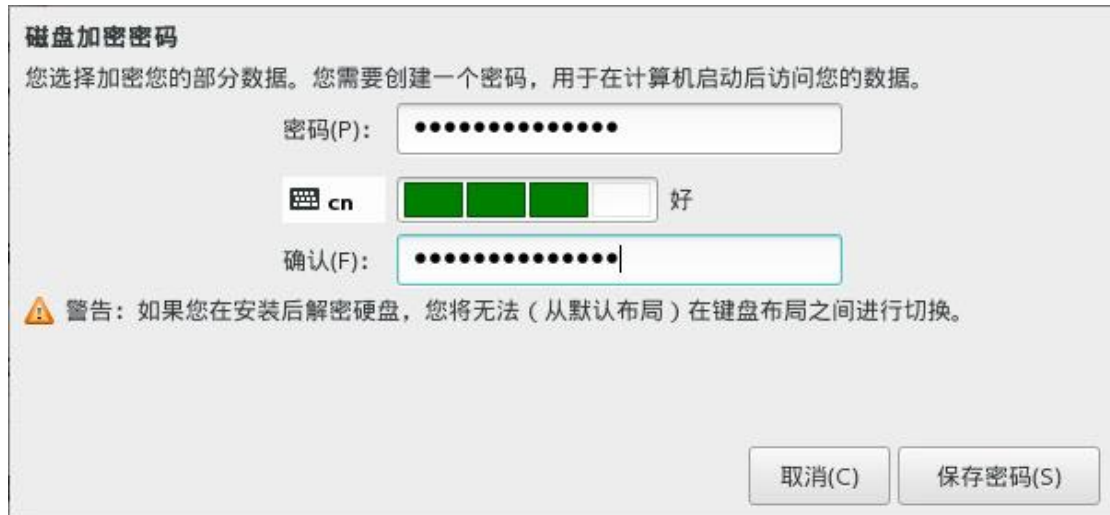 磁盘加密密码
您选择加密您的部分数据。您需要创建一个密码，用于在计算机启动后访问您的数据。
密码(P)： ●●●●●●●●●●●●●●
cn 好
确认(F)： ●●●●●●●●●●●●●●
警告：如果您在安装后解密硬盘，您将无法（从默认布局）在键盘布局之间进行切换。
取消(C) 保存密码(S)